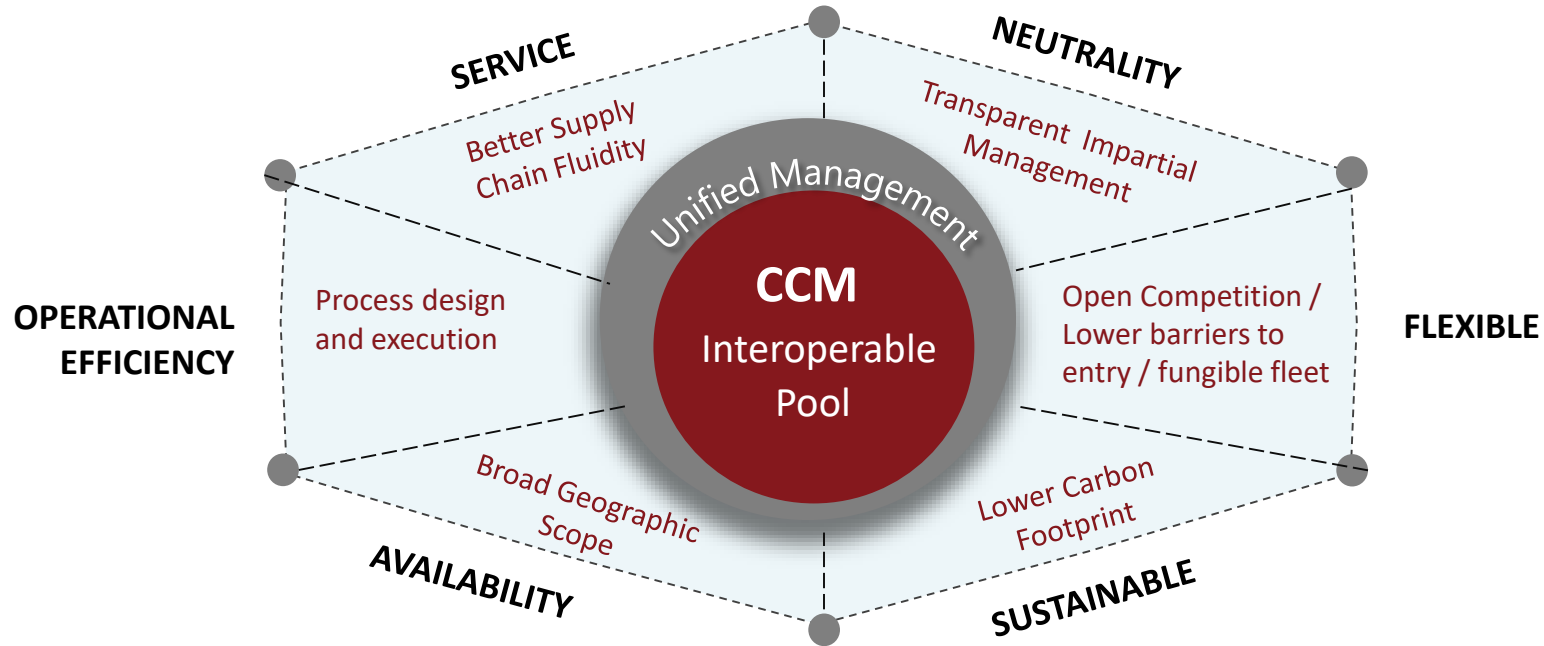 SERVICE
Better Supply
Chain Fluidity
NEUTRALITY
Transparent Impartial
Management
OPERATIONAL
EFFICIENCY
Process design
and execution
Unified Management
CCM
Interoperable
Pool
Open Competition /
Lower barriers to
entry / fungible fleet
FLEXIBLE
Broad Geographic
Scope
AVAILABILITY
Lower Carbon
Footprint
SUSTAINABLE